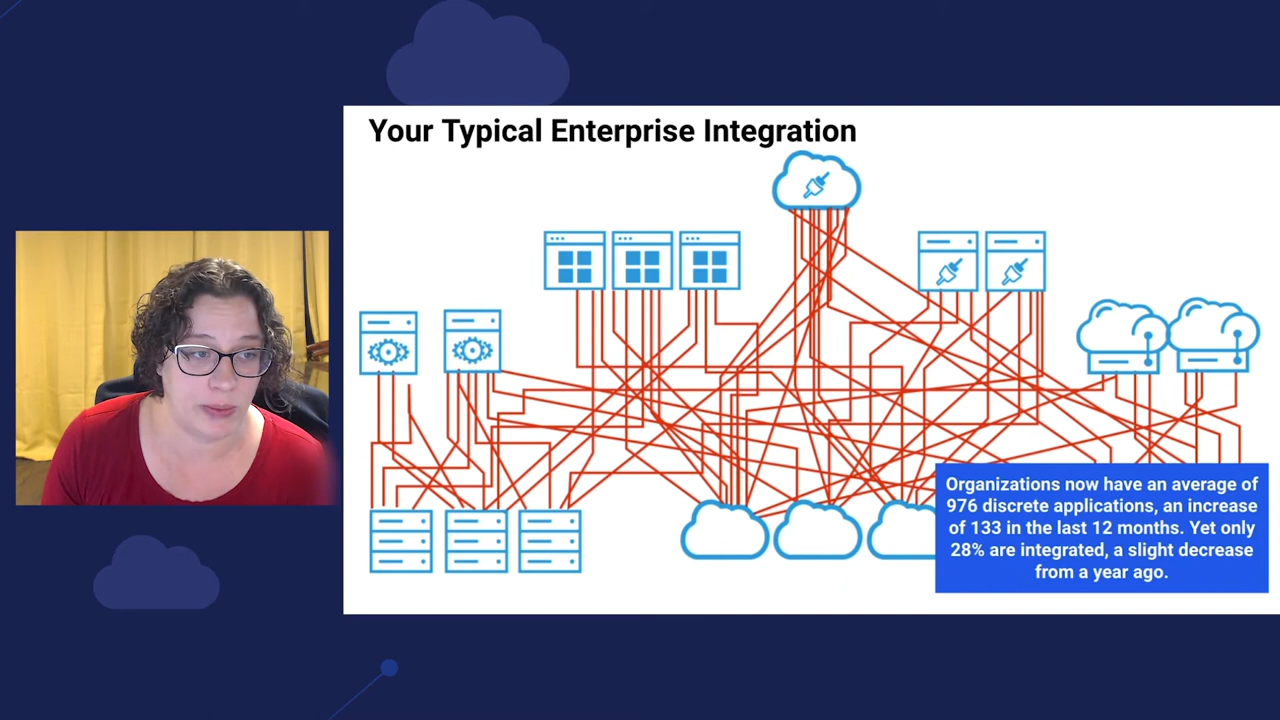 Your Typical Enterprise Integration
Organizations now have an average of
976 discrete applications, an increase
of 133 in the last 12 months. Yet only
28% are integrated, a slight decrease
from a year ago.